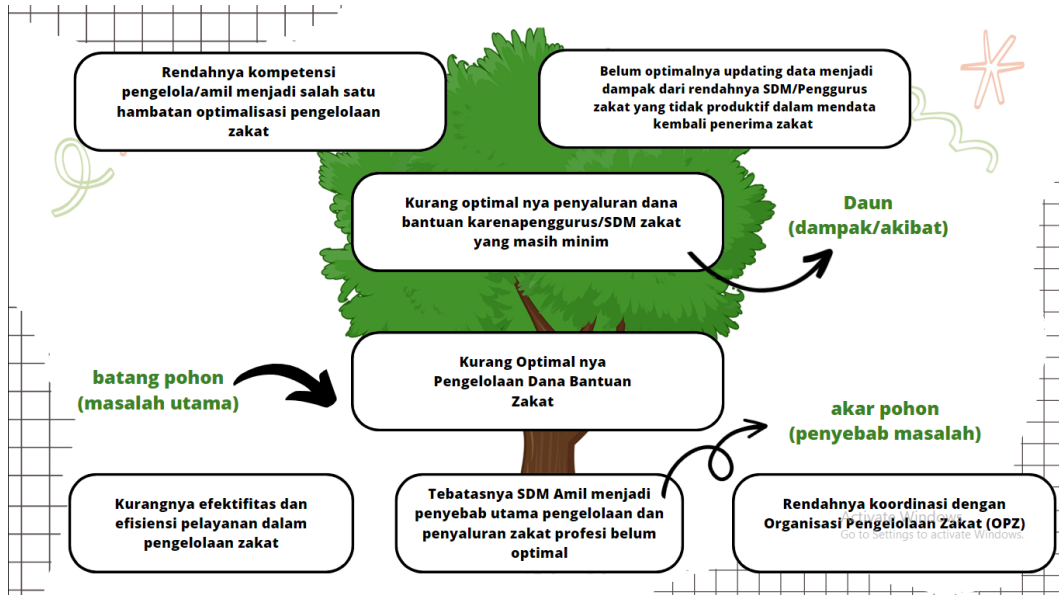 Rendahnya kompetensi
pengelola/amil menjadi salah satu
hambatan optimalisasi pengelolaan
zakat
Belum optimalnya updating data menjadi
dampak dari rendahnya SDM/Penggurus
zakat yang tidak produktif dalam mendata
kembali penerima zakat
Kurang optimal nya penyaluran dana
bantuan karenapenggurus/SDM zakat
yang masih minim
Daun
(dampak/akibat)
batang pohon
(masalah utama)
Kurang Optimal nya
Pengelolaan Dana Bantuan
Zakat
akar pohon
(penyebab masalah)
Kurangnya efektifitas dan
efisiensi pelayanan dalam
pengelolaan zakat
Tebatasnya SDM Amil menjadi
penyebab utama pengelolaan dan
penyaluran zakat profesi belum
optimal
Rendahnya koordinasi dengan
Organisasi Pengelolaan Zakat (OPZ)
Activate Windows
Go to Settings to activate Windows.